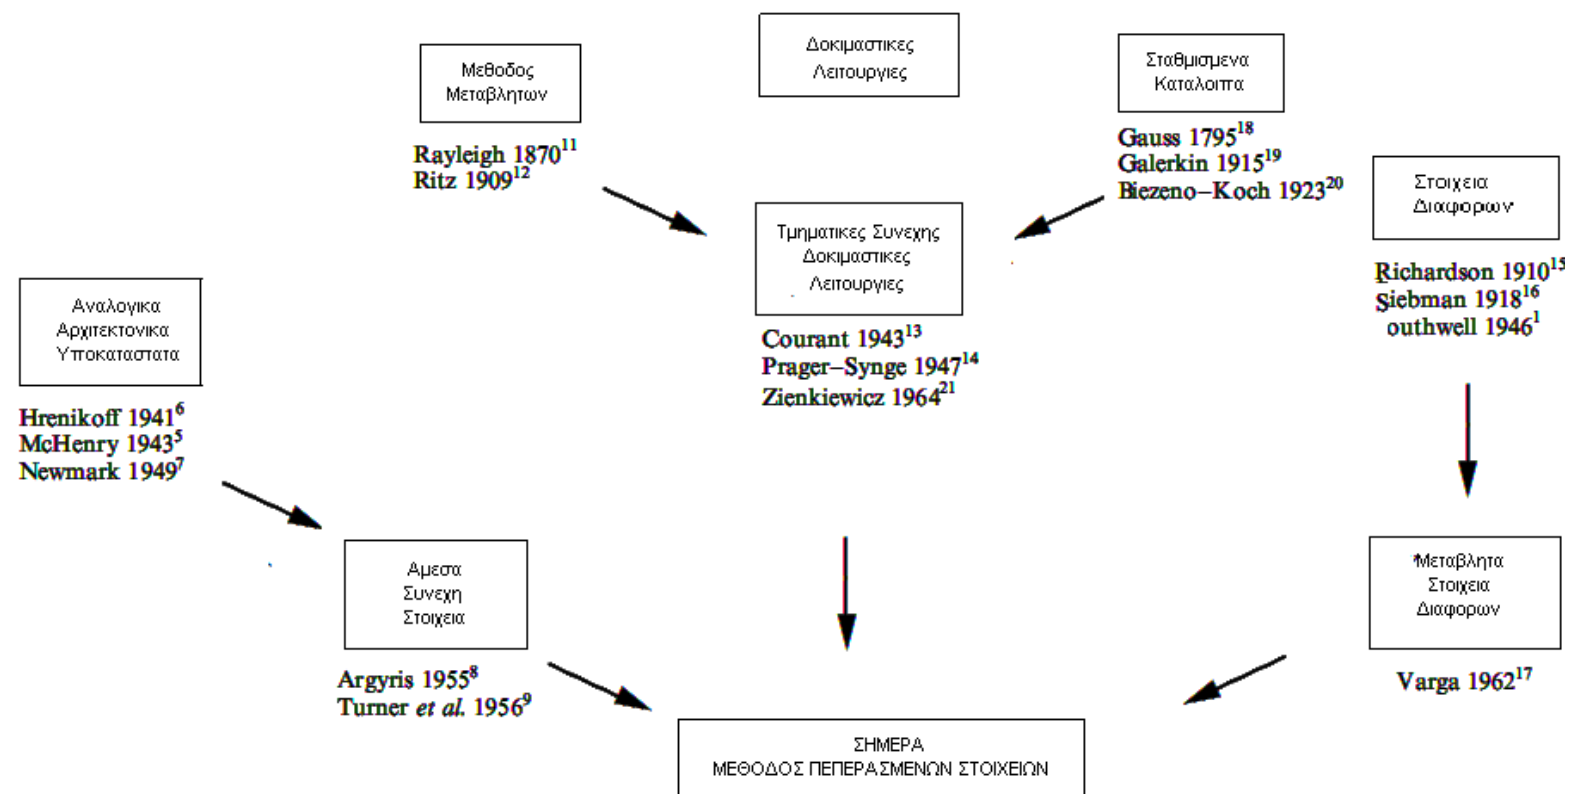 Δοκιμαστικες
Λειτουργιες
Μεθοδος
Μεταβλητων
Rayleigh 1870¹¹
Ritz 1909¹²
Σταθμισμενα
Καταλοιπα
Gauss 1795¹⁸
Galerkin 1915¹⁹
Biezeno–Koch 1923²⁰
Στοιχεια
Διαφορων
Richardson 1910¹⁵
Siebman 1918¹⁶
outhwell 1946¹
Τμηματικες Συνεχης
Δοκιμαστικες
Λειτουργιες
Courant 1943¹³
Prager–Synge 1947¹⁴
Zienkiewicz 1964²¹
Αναλογικα
Αρχιτεκτονικα
Υποκαταστατα
Hrenikoff 1941⁶
McHenry 1943⁵
Newmark 1949⁷
Αμεσα
Συνεχη
Στοιχεια
Argyris 1955⁸
Turner et al. 1956⁹
Μεταβλητα
Στοιχεια
Διαφορων
Varga 1962¹⁷
ΣΗΜΕΡΑ
ΜΕΘΟΔΟΣ ΠΕΠΕΡΑΣΜΕΝΩΝ ΣΤΟΙΧΕΙΩΝ